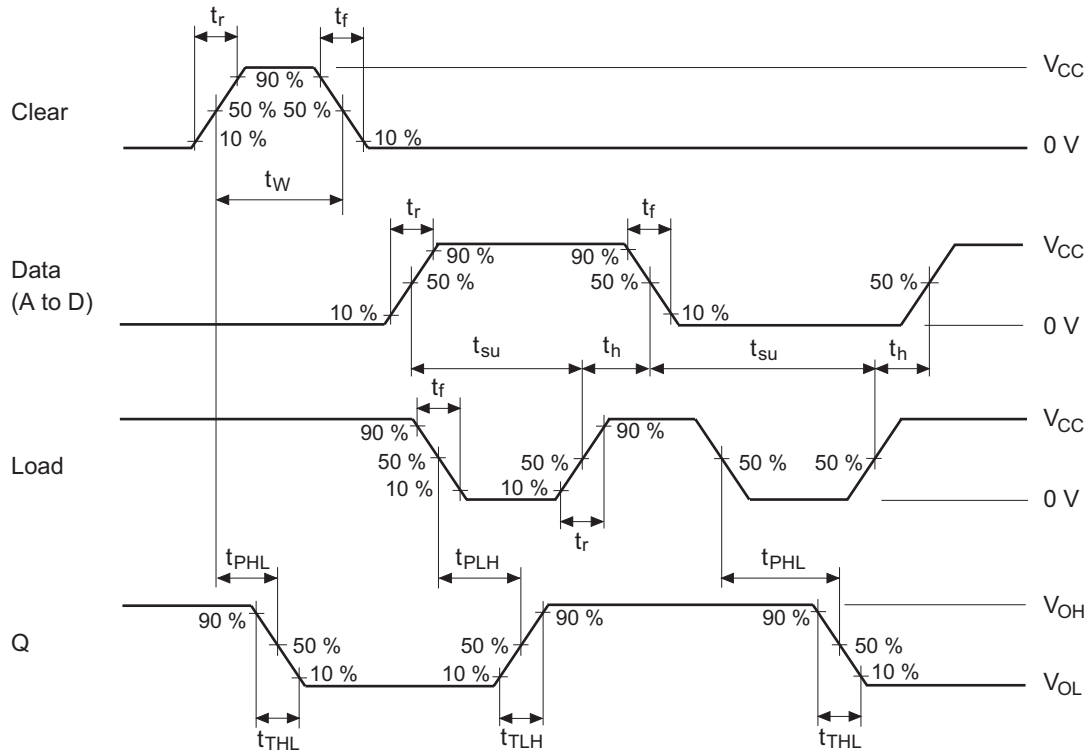 tr tf
90 % VCC
Clear 50 % 50 %
10 % 10 % 0 V
tW
tr tf
90 % 90 % VCC
Data 50 % 50 % 50 %
(A to D)
10 % 10 % 0 V
tsu th tsu th
tf
90 % 90 % VCC
Load 50 % 50 % 50 % 50 %
10 % 10 % 0 V
tr
tPHL tPLH tPHL
90 % 90 % 90 % VOH
Q 50 % 50 % 50 %
10 % 10 % 10 % VOL
tTHL tTLH tTHL